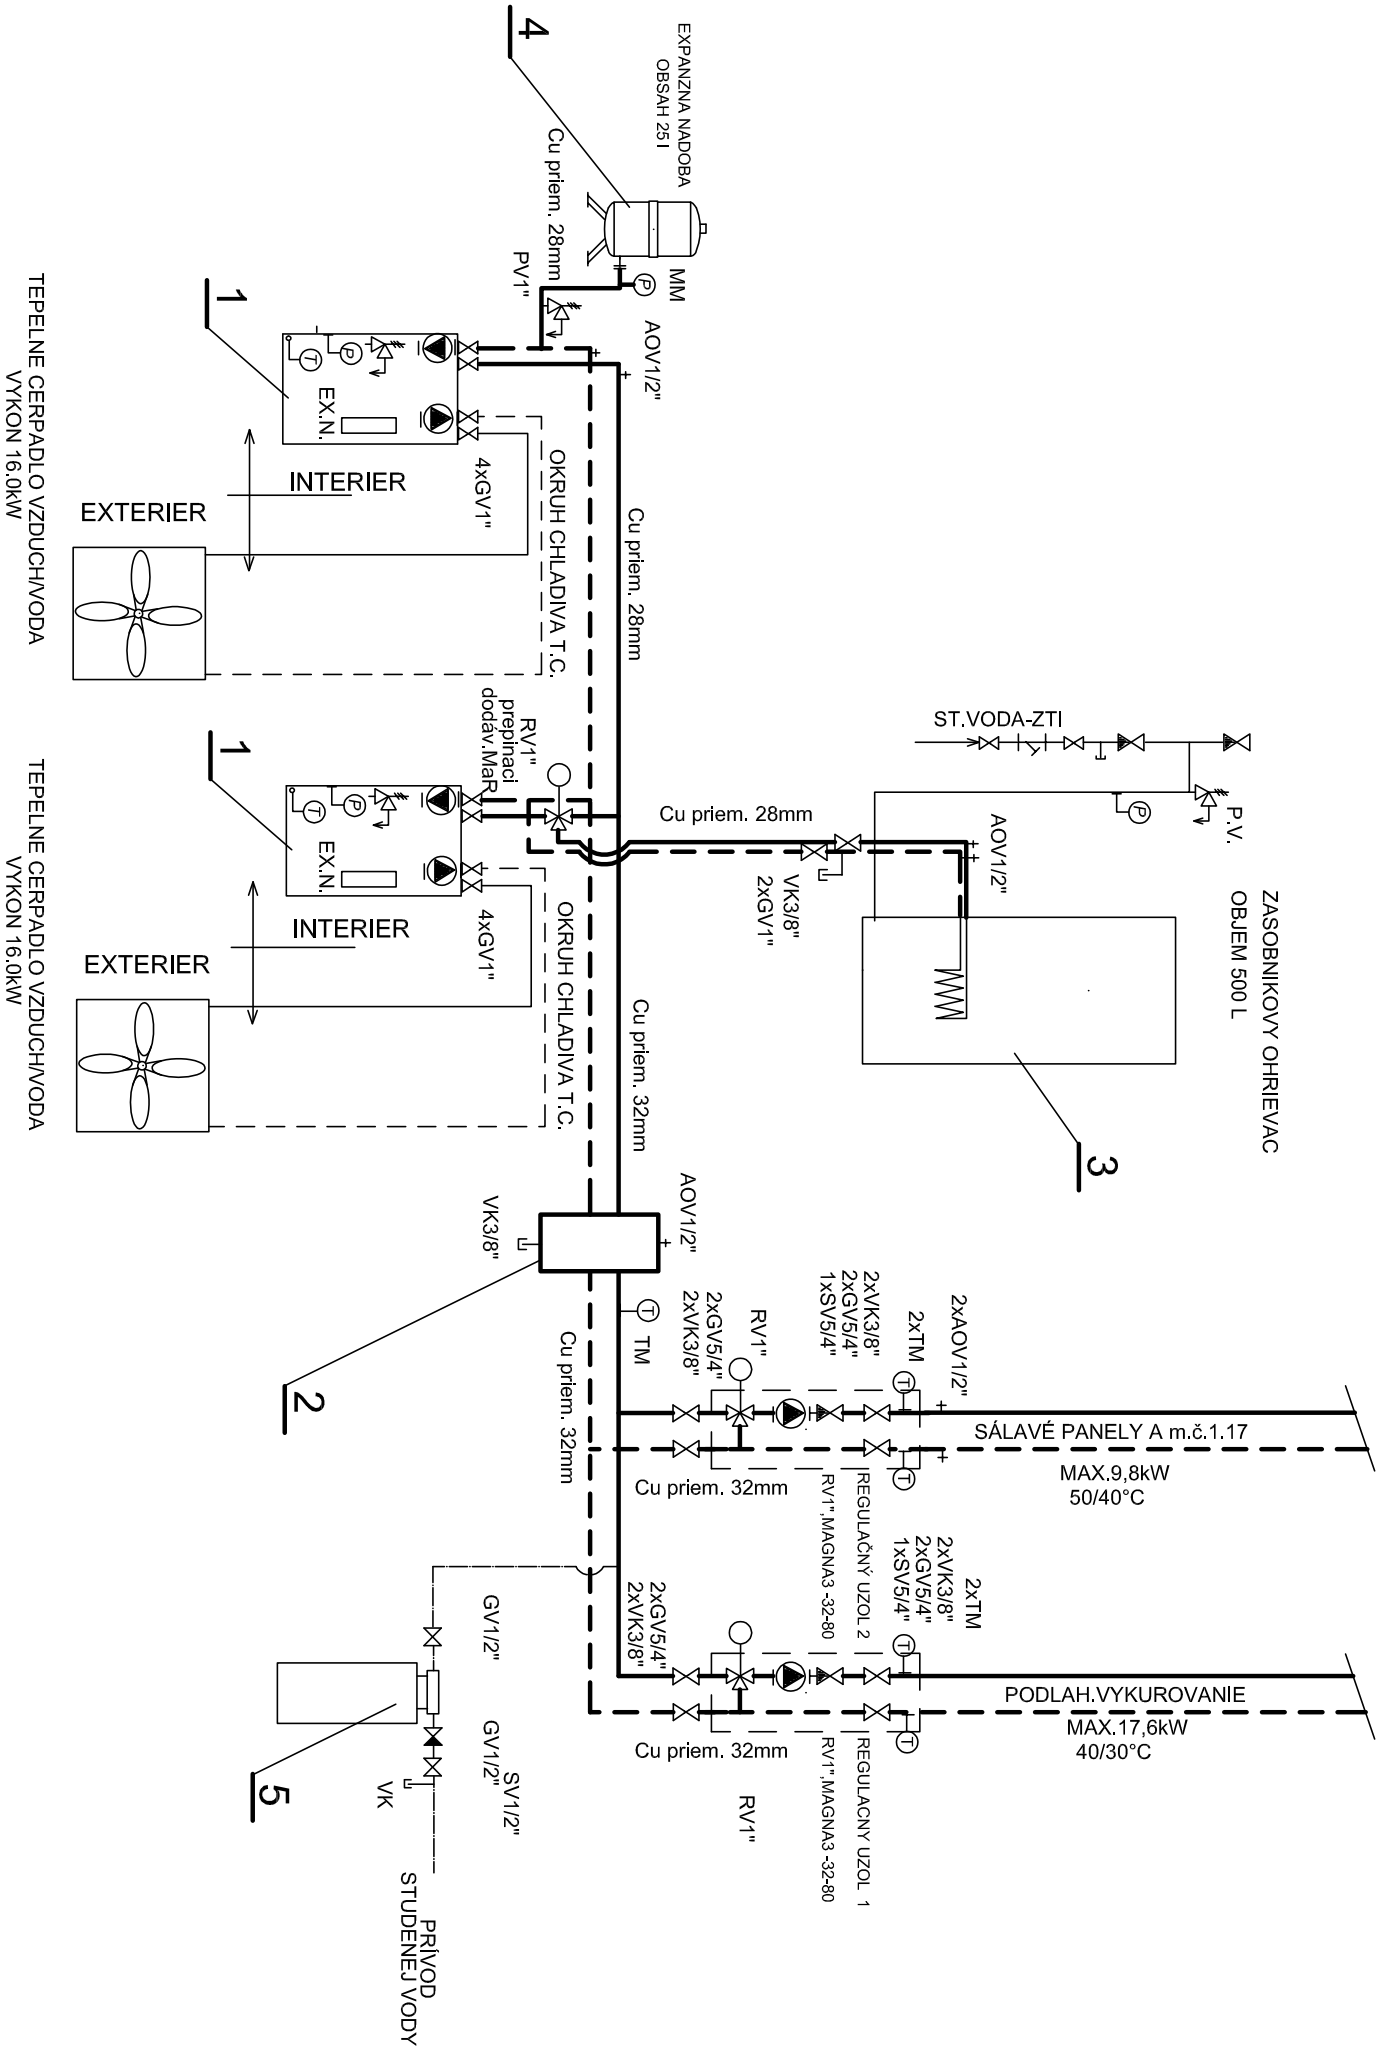 4
EXPANZNA NADOBA
OBSAH 25 l
Cu priem. 28mm
PV1"
MM
P
AOV1/2"
1
TEPELNE CERPADLO VZDUCH/VODA
VYKON 16.0kW
T
P
EX.N.
4xGV1"
INTERIER
EXTERIER
OKRUH CHLADIVA T.C.
Cu priem. 28mm
1
TEPELNE CERPADLO VZDUCH/VODA
VYKON 16.0kW
T
P
EX.N.
4xGV1"
INTERIER
EXTERIER
OKRUH CHLADIVA T.C.
RV1"
prepinaci
dodáv.MaR
Cu priem. 28mm
VK3/8"
2xGV1"
AOV1/2"
ST.VODA-ZTI
P
P.V.
ZASOBNIKOVY OHRIEVAC
OBJEM 500 L
3
Cu priem. 32mm
AOV1/2"
VK3/8"
2
T
TM
Cu priem. 32mm
2xGV5/4"
2xVK3/8"
RV1"
2xVK3/8"
2xGV5/4"
1xSV5/4"
2xTM
2xAOV1/2"
T
T
SÁLAVÉ PANELY A m.č.1.17
MAX.9,8kW
50/40°C
Cu priem. 32mm
REGULAČNÝ UZOL 2
RV1",MAGNA3 -32-80
2xGV5/4"
2xVK3/8"
RV1"
2xTM
2xVK3/8"
2xGV5/4"
1xSV5/4"
T
T
PODLAH.VYKUROVANIE
MAX.17,6kW
40/30°C
Cu priem. 32mm
REGULACNY UZOL 1
RV1",MAGNA3 -32-80
RV1"
GV1/2"
SV1/2"
GV1/2"
VK
5
PRÍVOD
STUDENEJ VODY